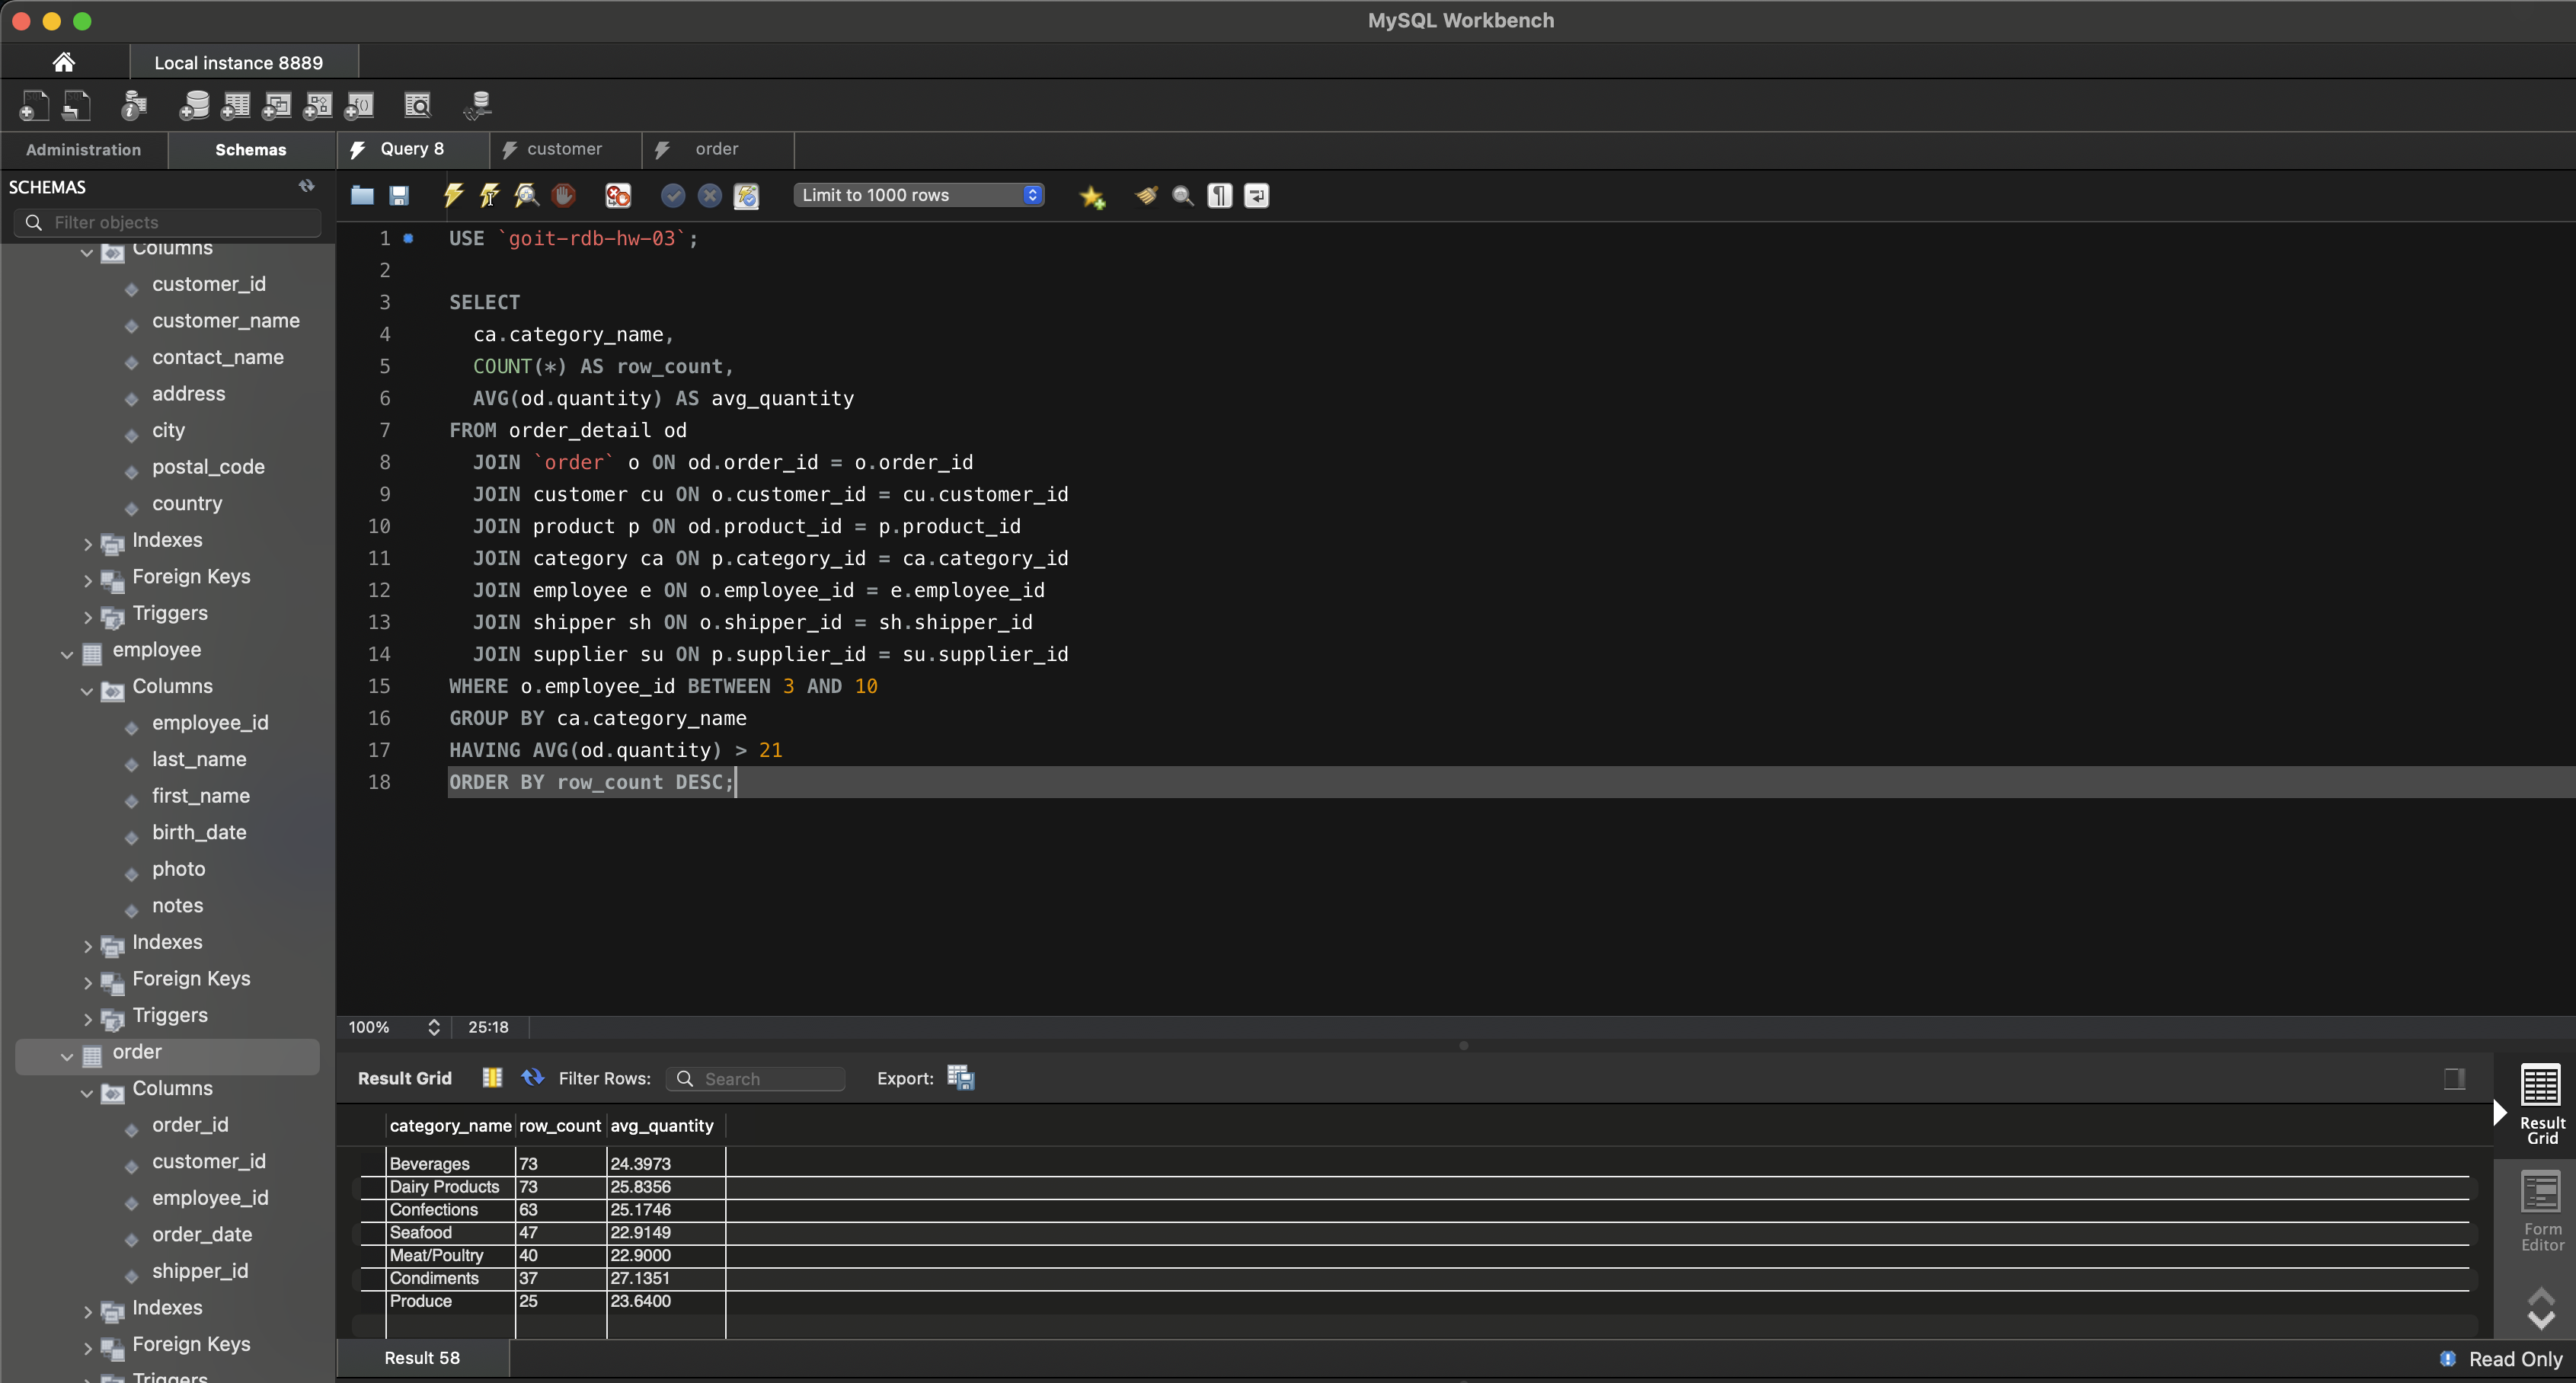 MySQL Workbench
Local instance 8889
Administration
Schemas
Query 8
customer
order
SCHEMAS
Filter objects
Columns
customer_id
customer_name
contact_name
address
city
postal_code
country
Indexes
Foreign Keys
Triggers
employee
Columns
employee_id
last_name
first_name
birth_date
photo
notes
Indexes
Foreign Keys
Triggers
order
Columns
order_id
customer_id
employee_id
order_date
shipper_id
Indexes
Foreign Keys
Triggers
Limit to 1000 rows
1 USE `goit-rdb-hw-03`;
2
3 SELECT
4 ca.category_name,
5 COUNT(*) AS row_count,
6 AVG(od.quantity) AS avg_quantity
7 FROM order_detail od
8 JOIN `order` o ON od.order_id = o.order_id
9 JOIN customer cu ON o.customer_id = cu.customer_id
10 JOIN product p ON od.product_id = p.product_id
11 JOIN category ca ON p.category_id = ca.category_id
12 JOIN employee e ON o.employee_id = e.employee_id
13 JOIN shipper sh ON o.shipper_id = sh.shipper_id
14 JOIN supplier su ON p.supplier_id = su.supplier_id
15 WHERE o.employee_id BETWEEN 3 AND 10
16 GROUP BY ca.category_name
17 HAVING AVG(od.quantity) > 21
18 ORDER BY row_count DESC;
100% 25:18
Result Grid Filter Rows: Search Export:
category_name row_count avg_quantity
Beverages 73 24.3973
Dairy Products 73 25.8356
Confections 63 25.1746
Seafood 47 22.9149
Meat/Poultry 40 22.9000
Condiments 37 27.1351
Produce 25 23.6400
Result
Grid
Form
Editor
Result 58
Read Only